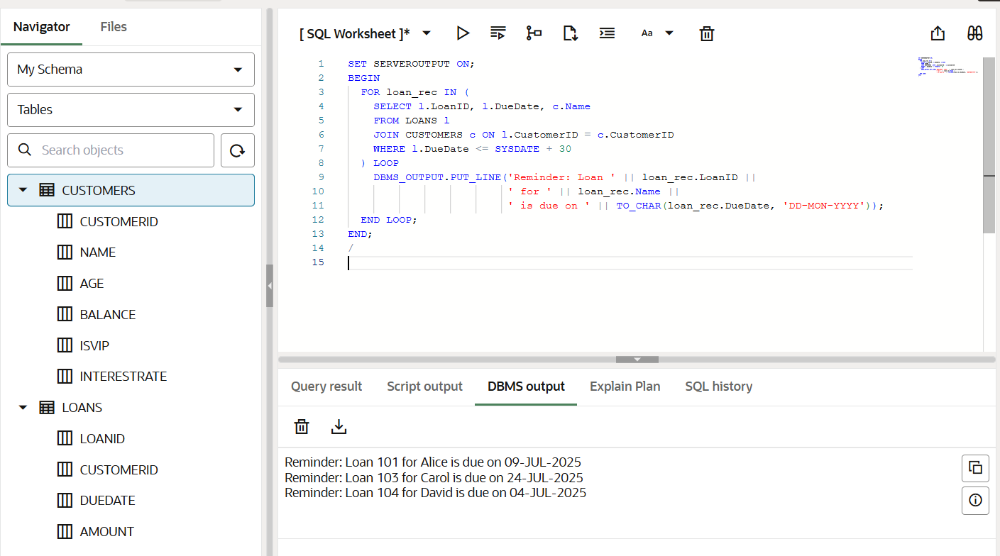 Navigator
Files
My Schema
Tables
Search objects
CUSTOMERS
CUSTOMERID
NAME
AGE
BALANCE
ISVIP
INTERESTRATE
LOANS
LOANID
CUSTOMERID
DUEDATE
AMOUNT
[ SQL Worksheet ]*
Aa
1 SET SERVEROUTPUT ON;
2 BEGIN
3 FOR loan_rec IN (
4 SELECT l.LoanID, l.DueDate, c.Name
5 FROM LOANS l
6 JOIN CUSTOMERS c ON l.CustomerID = c.CustomerID
7 WHERE l.DueDate <= SYSDATE + 30
8 ) LOOP
9 DBMS_OUTPUT.PUT_LINE('Reminder: Loan ' || loan_rec.LoanID ||
10 ' for ' || loan_rec.Name ||
11 ' is due on ' || TO_CHAR(loan_rec.DueDate, 'DD-MON-YYYY'));
12 END LOOP;
13 END;
14 /
15
Query result
Script output
DBMS output
Explain Plan
SQL history
Reminder: Loan 101 for Alice is due on 09-JUL-2025
Reminder: Loan 103 for Carol is due on 24-JUL-2025
Reminder: Loan 104 for David is due on 04-JUL-2025